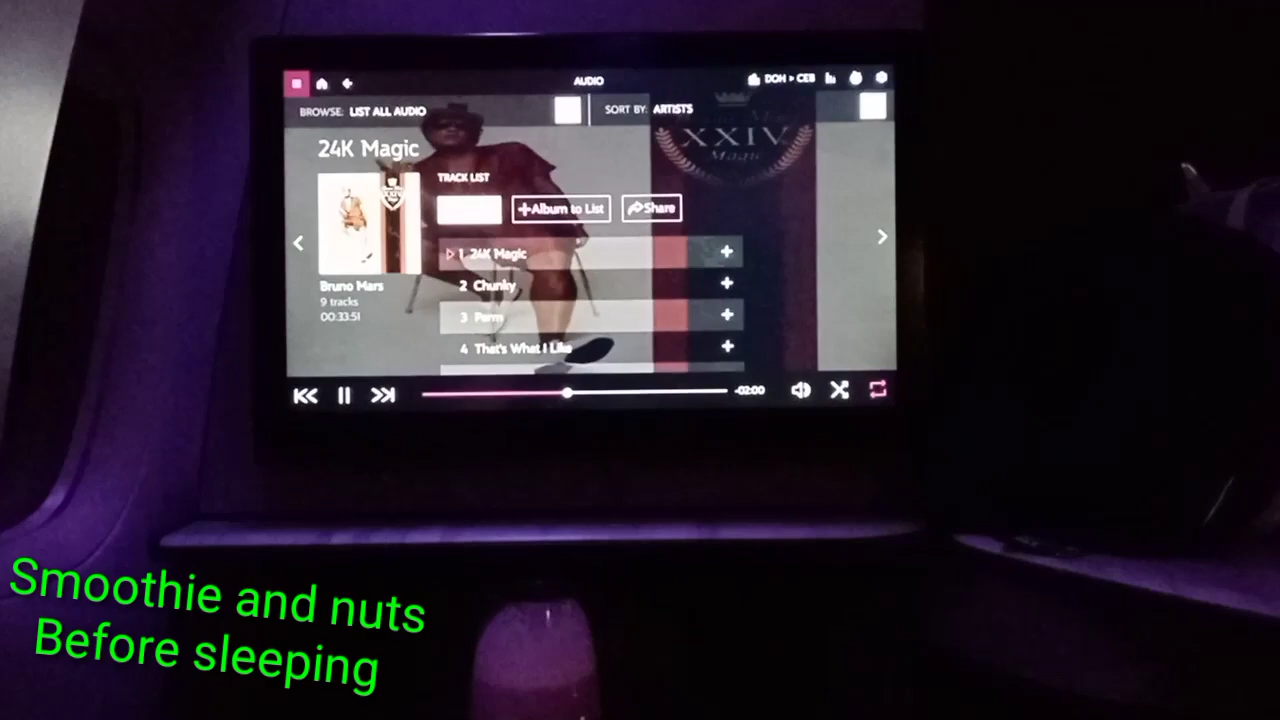 AUDIO
DOH > CEB
BROWSE: LIST ALL AUDIO
SORT BY: ARTISTS
XXIV
Magic
24K Magic
TRACK LIST
+Album to List
Share
1 24K Magic
2 Chunky
3 Perm
4 That's What I Like
Bruno Mars
9 tracks
00:33:51
-02:00
Smoothie and nuts
Before sleeping